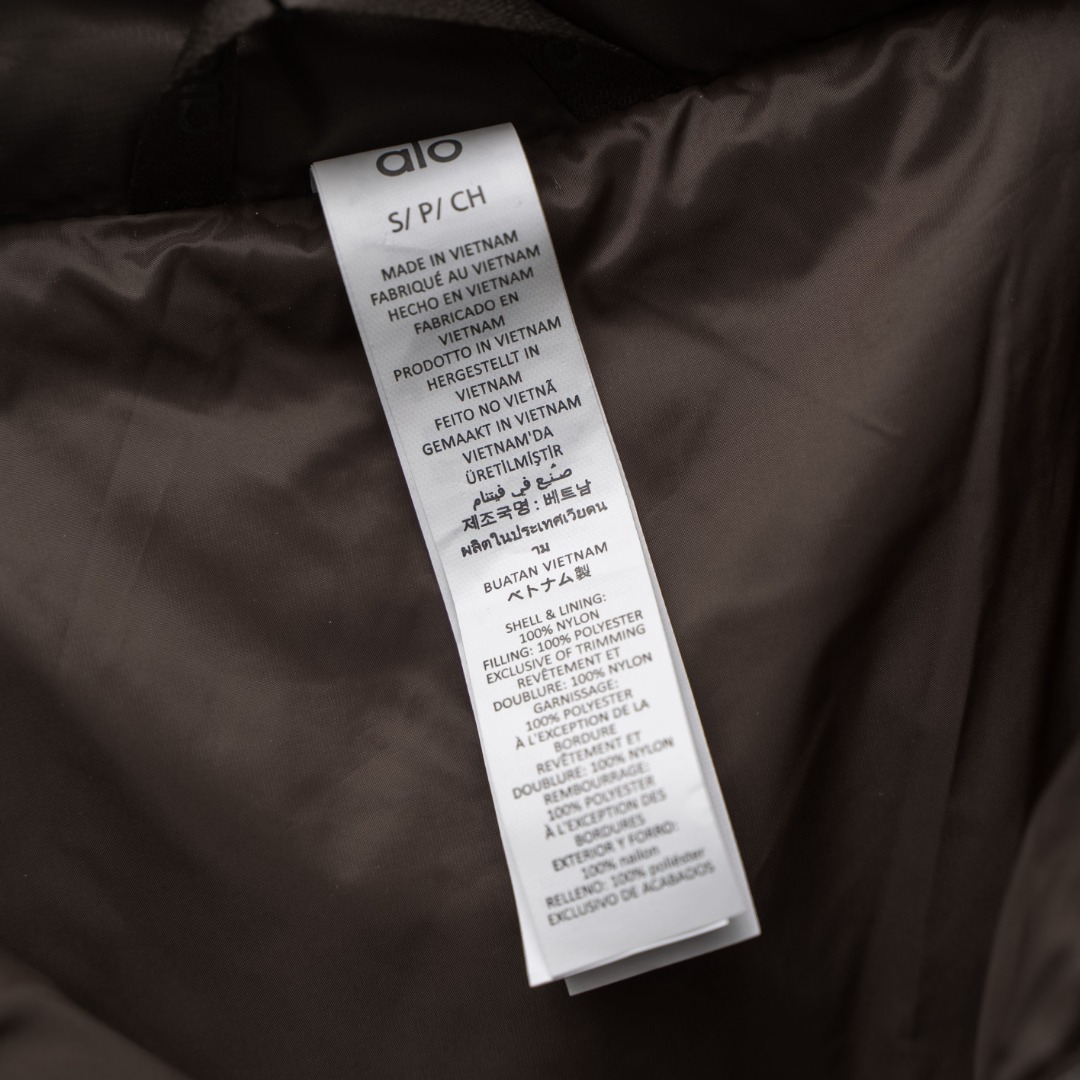 alo
S/ P/ CH
MADE IN VIETNAM
FABRIQUÉ AU VIETNAM
HECHO EN VIETNAM
FABRICADO EN
VIETNAM
PRODOTTO IN VIETNAM
HERGESTELLT IN
VIETNAM
FEITO NO VIETNÃ
GEMAAKT IN VIETNAM
VIETNAM'DA
ÜRETİLMİŞTİR
صُنع في فيتنام
제조국명 : 베트남
ผลิตในประเทศเวียดน
าม
BUATAN VIETNAM
ベトナム製
SHELL & LINING:
100% NYLON
FILLING: 100% POLYESTER
EXCLUSIVE OF TRIMMING
REVÊTEMENT ET
DOUBLURE: 100% NYLON
GARNISSAGE:
100% POLYESTER
À L'EXCEPTION DE LA
BORDURE
REVÊTEMENT ET
DOUBLURE: 100% NYLON
REMBOURRAGE:
100% POLYESTER
À L'EXCEPTION DES
BORDURES
EXTERIOR Y FORRO:
100% nailon
RELLENO: 100% poliéster
EXCLUSIVO DE ACABADOS